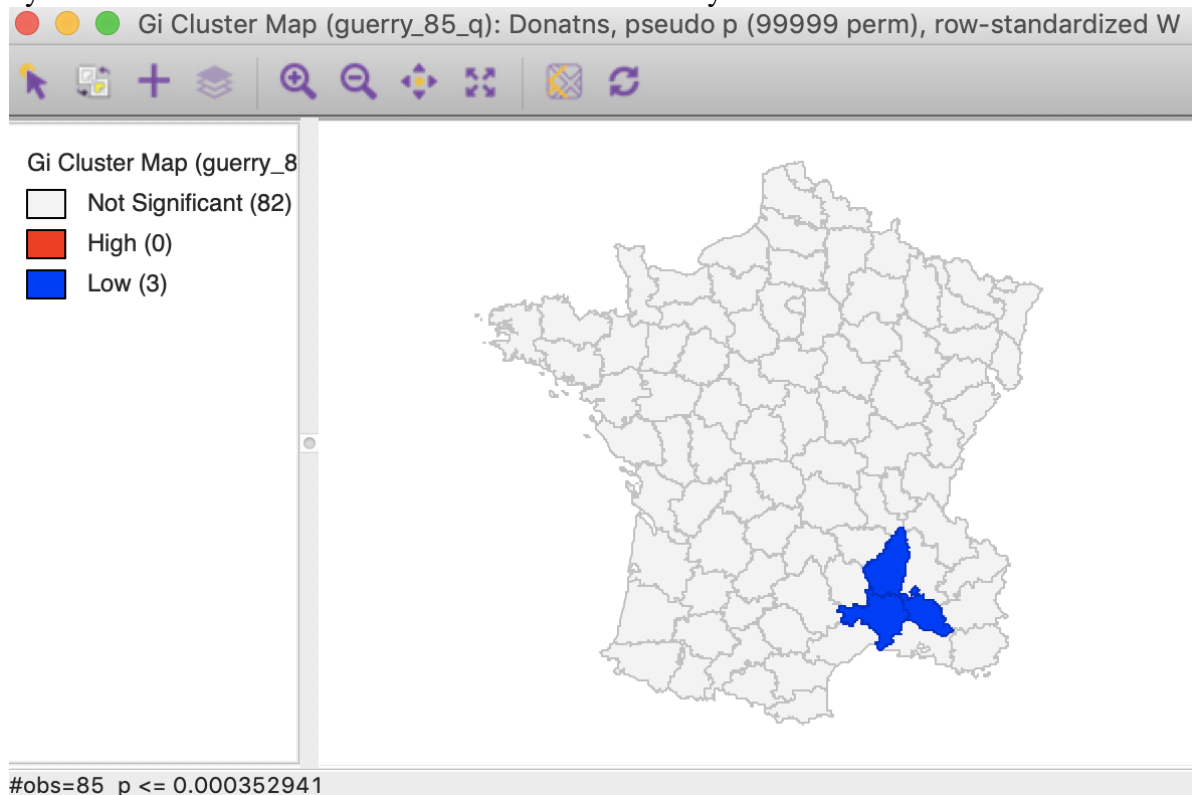 Gi Cluster Map (guerry_85_q): Donatns, pseudo p (99999 perm), row-standardized W
Gi Cluster Map (guerry_8
Not Significant (82)
High (0)
Low (3)
#obs=85 p <= 0.000352941